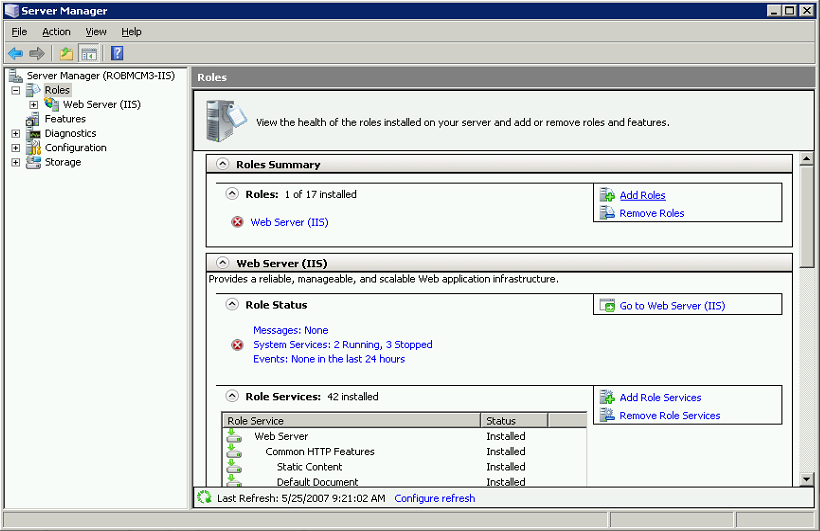 Server Manager
File Action View Help
Server Manager (ROBMCM3-IIS)
Roles
Web Server (IIS)
Features
Diagnostics
Configuration
Storage
Roles
View the health of the roles installed on your server and add or remove roles and features.
Roles Summary
Roles: 1 of 17 installed
Web Server (IIS)
Add Roles
Remove Roles
Web Server (IIS)
Provides a reliable, manageable, and scalable Web application infrastructure.
Role Status
Messages: None
System Services: 2 Running, 3 Stopped
Events: None in the last 24 hours
Go to Web Server (IIS)
Role Services: 42 installed
Add Role Services
Remove Role Services
Role Service Status
Web Server Installed
Common HTTP Features Installed
Static Content Installed
Default Document Installed
Last Refresh: 5/25/2007 9:21:02 AM Configure refresh